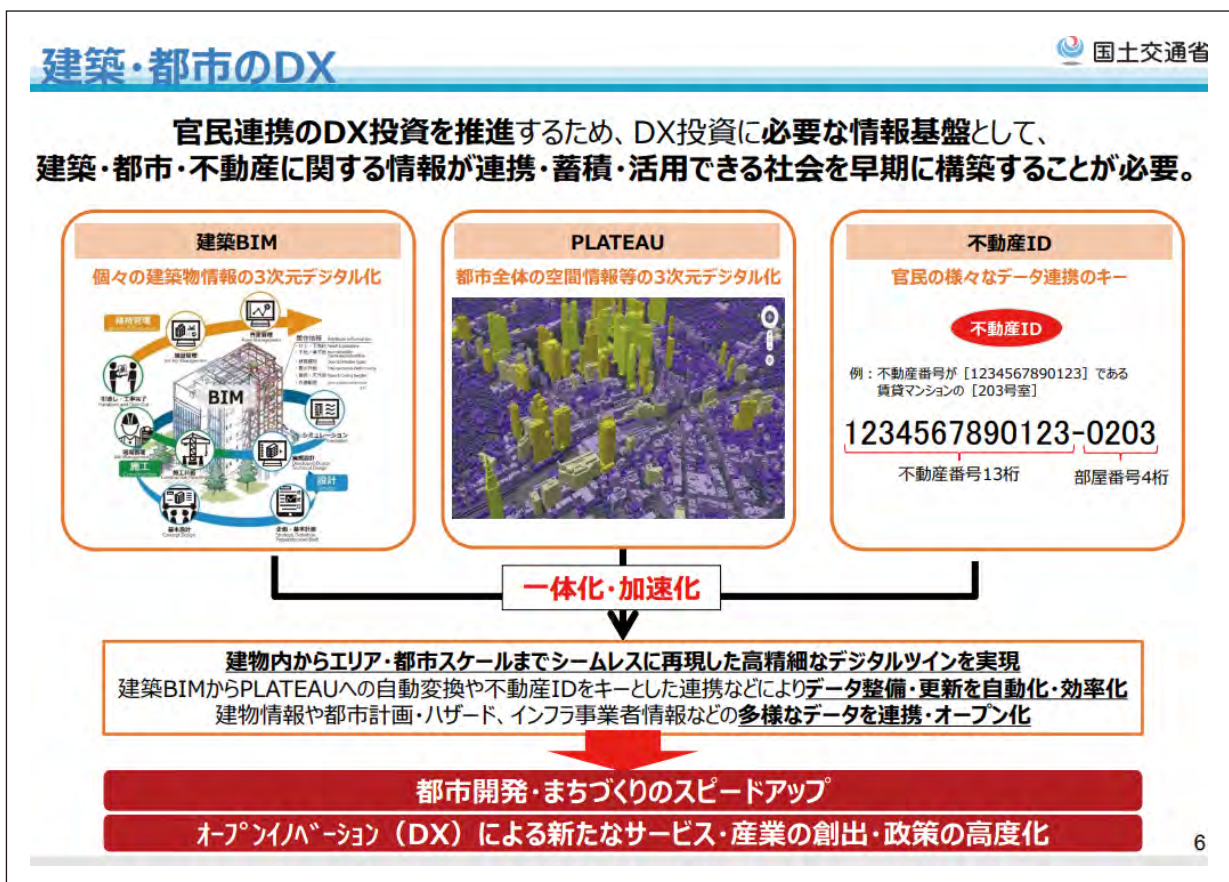 建築・都市のDX
国土交通省
官民連携のDX投資を推進するため、DX投資に必要な情報基盤として、
建築・都市・不動産に関する情報が連携・蓄積・活用できる社会を早期に構築することが必要。
建築BIM
個々の建築物情報の3次元デジタル化
維持管理
BIM
施工
設計
PLATEAU
都市全体の空間情報等の3次元デジタル化
不動産ID
官民の様々なデータ連携のキー
不動産ID
例：不動産番号が［1234567890123］である
賃貸マンションの［203号室］
1234567890123-0203
不動産番号13桁
部屋番号4桁
一体化・加速化
建物内からエリア・都市スケールまでシームレスに再現した高精細なデジタルツインを実現
建築BIMからPLATEAUへの自動変換や不動産IDをキーとした連携などによりデータ整備・更新を自動化・効率化
建物情報や都市計画・ハザード、インフラ事業者情報などの多様なデータを連携・オープン化
都市開発・まちづくりのスピードアップ
ｵｰﾌﾟﾝｲﾉﾍﾞｰｼｮﾝ（DX）による新たなサービス・産業の創出・政策の高度化
6